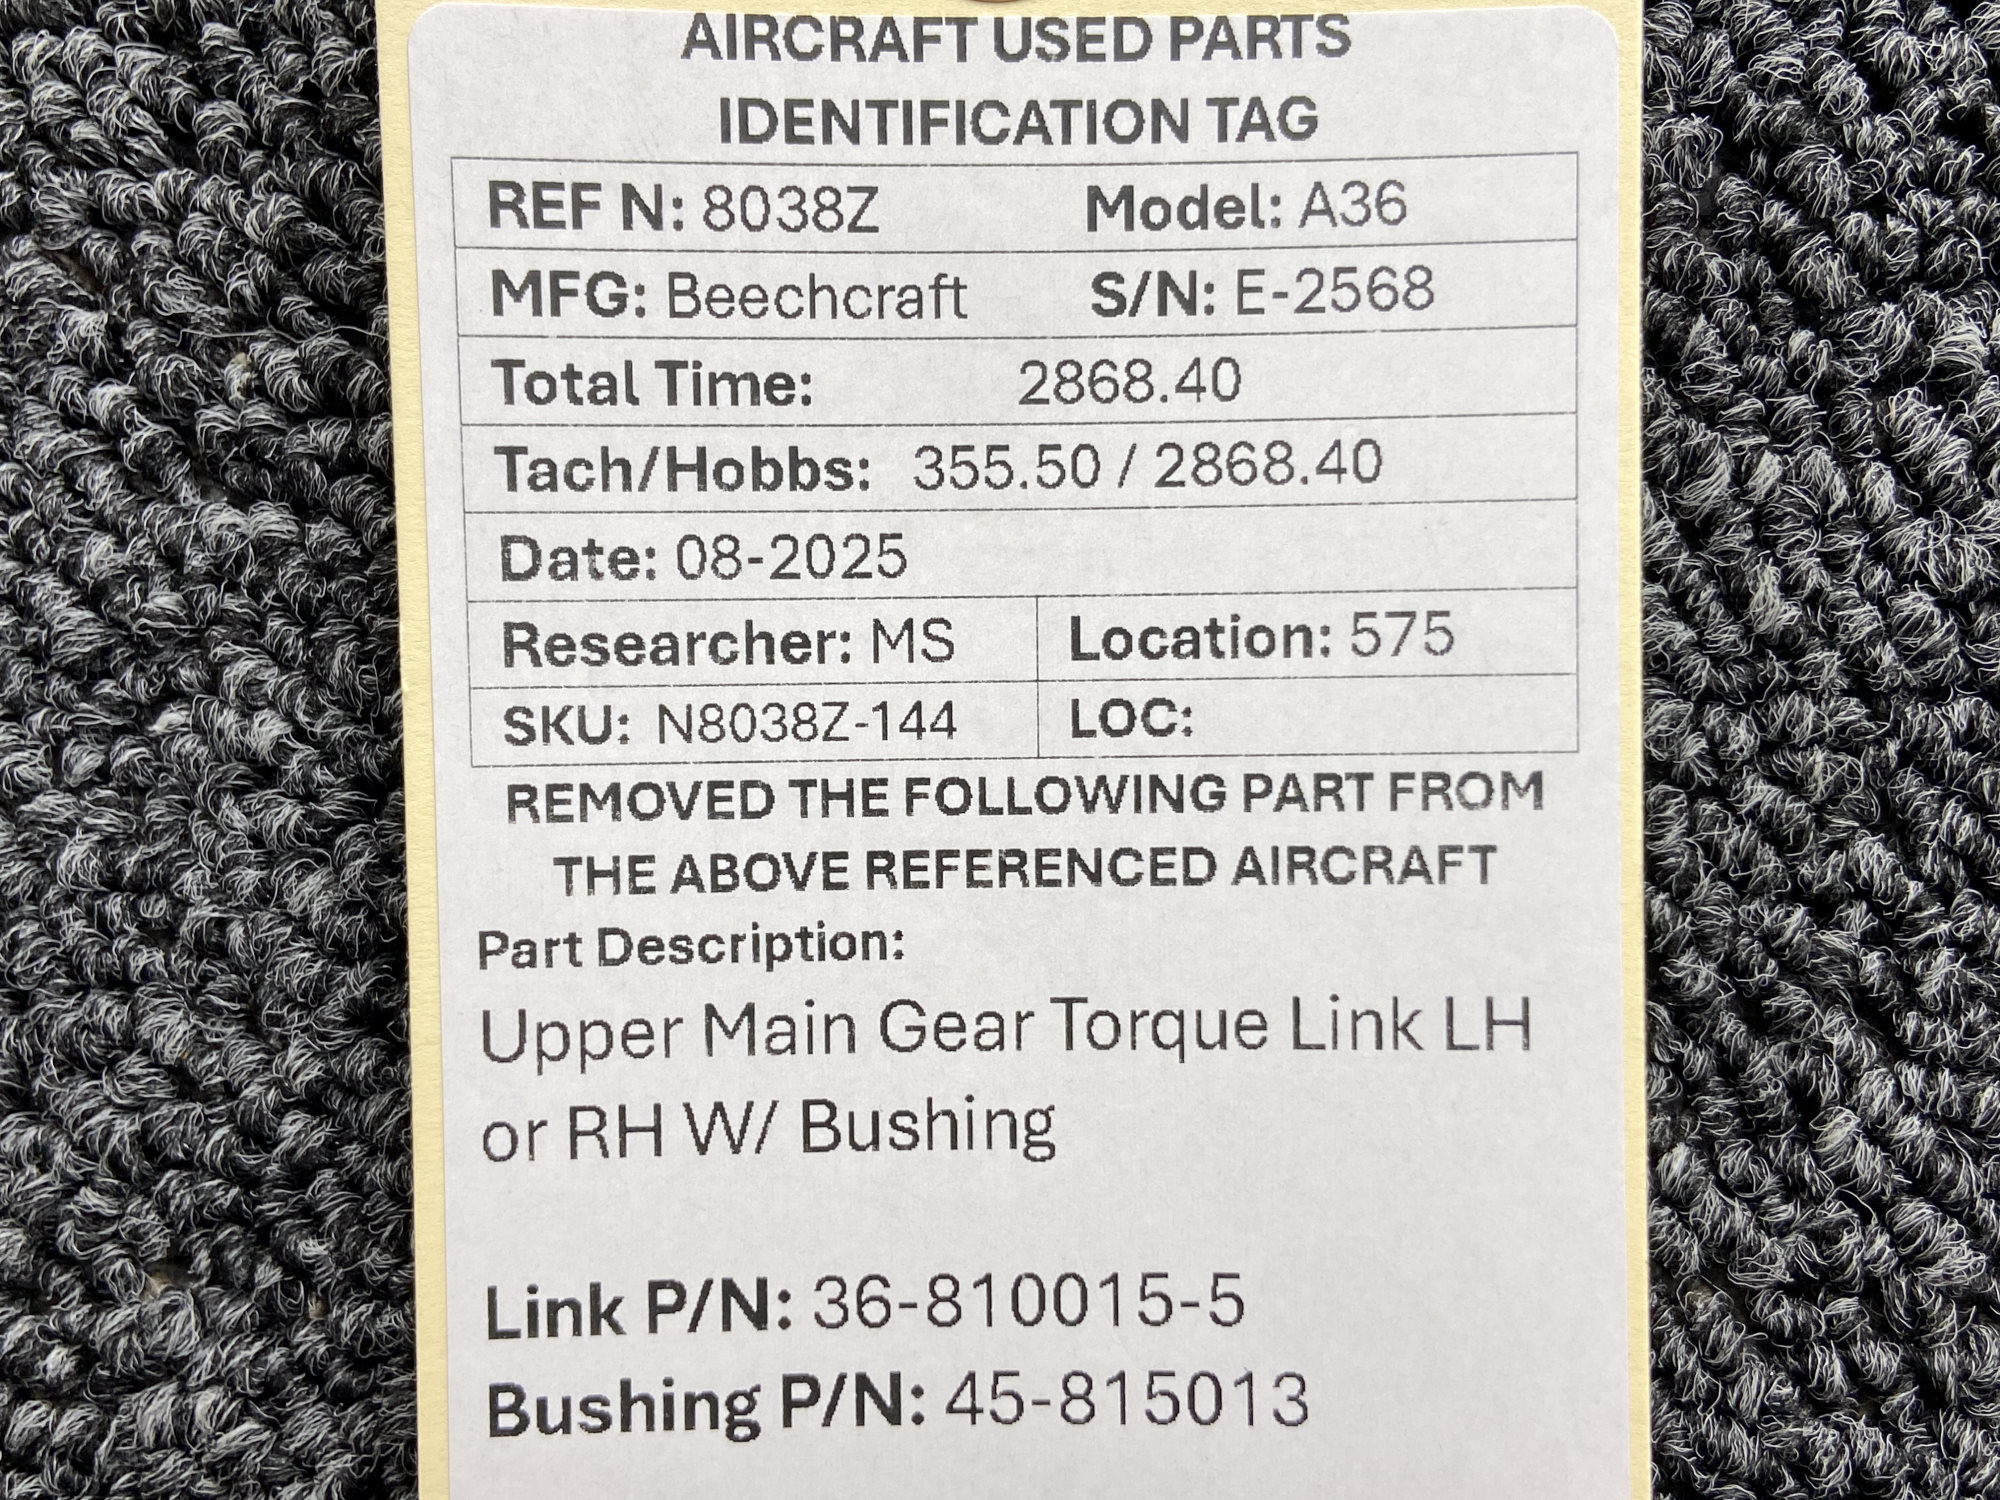 AIRCRAFT USED PARTS
IDENTIFICATION TAG
REF N: 8038Z Model: A36
MFG: Beechcraft S/N: E-2568
Total Time: 2868.40
Tach/Hobbs: 355.50 / 2868.40
Date: 08-2025
Researcher: MS Location: 575
SKU: N8038Z-144 LOC:
REMOVED THE FOLLOWING PART FROM
THE ABOVE REFERENCED AIRCRAFT
Part Description:
Upper Main Gear Torque Link LH
or RH W/ Bushing
Link P/N: 36-810015-5
Bushing P/N: 45-815013